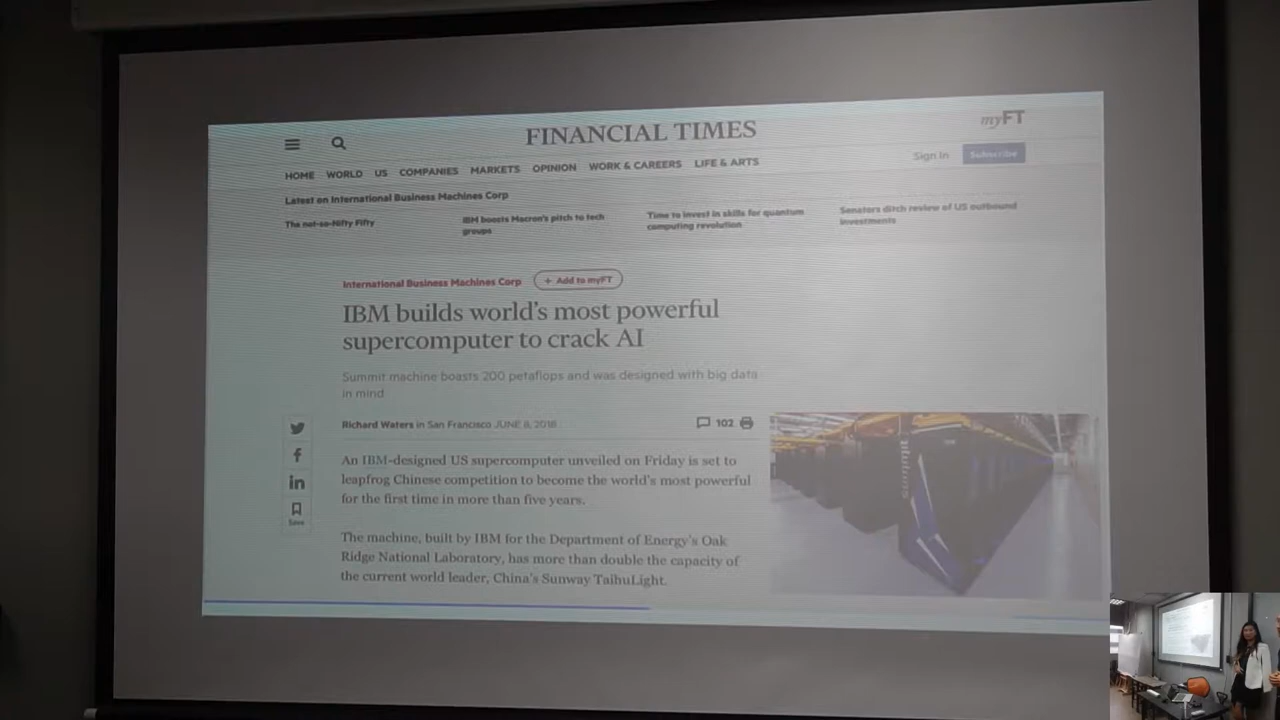 FINANCIAL TIMES
myFT
HOME WORLD US COMPANIES MARKETS OPINION WORK & CAREERS LIFE & ARTS
Sign In Subscribe
Latest on International Business Machines Corp
The not-so-Nifty Fifty
IBM boosts Macron's pitch to tech
groups
Time to invest in skills for quantum
computing revolution
Senators ditch review of US outbound
investments
International Business Machines Corp + Add to myFT
IBM builds world's most powerful
supercomputer to crack AI
Summit machine boasts 200 petaflops and was designed with big data
in mind
Richard Waters in San Francisco JUNE 8, 2018
102
Save
An IBM-designed US supercomputer unveiled on Friday is set to
leapfrog Chinese competition to become the world's most powerful
for the first time in more than five years.
The machine, built by IBM for the Department of Energy's Oak
Ridge National Laboratory, has more than double the capacity of
the current world leader, China's Sunway TaihuLight.